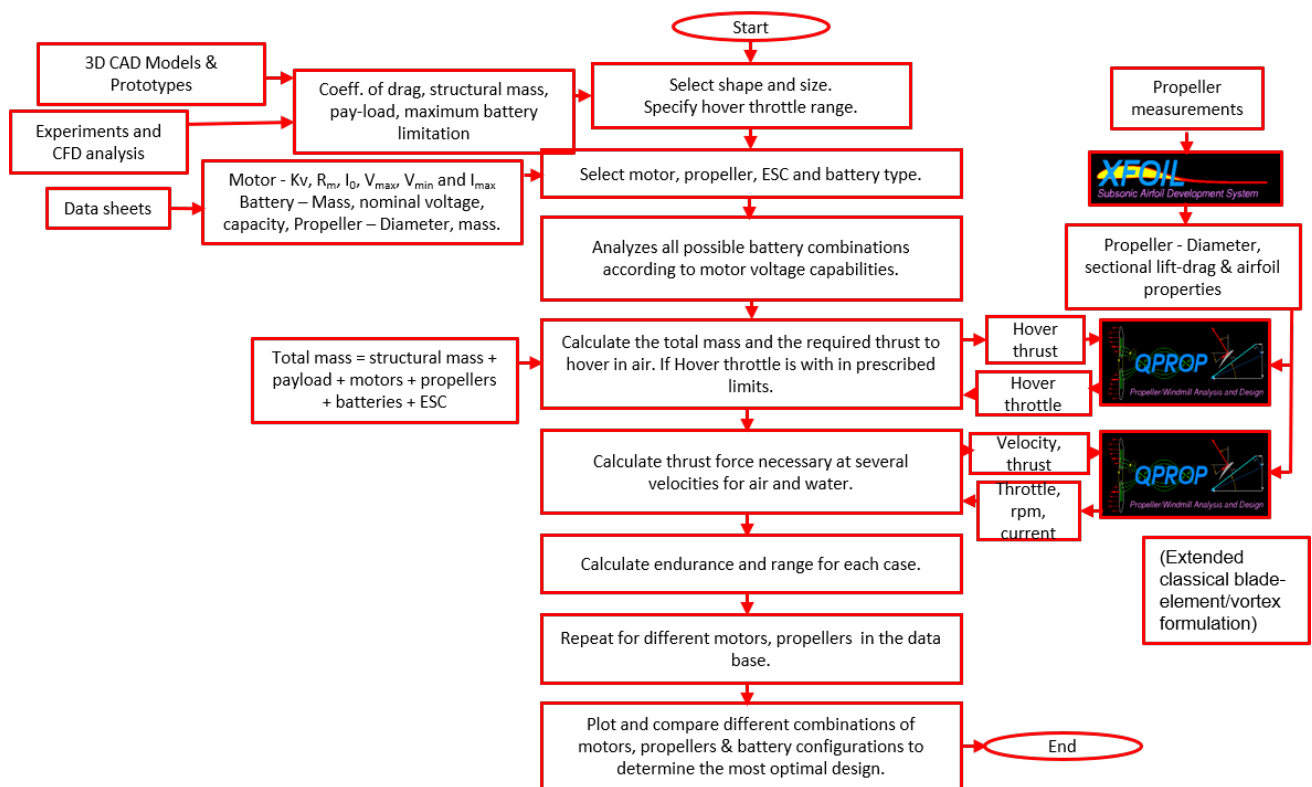 Start
3D CAD Models &
Prototypes
Experiments and
CFD analysis
Coeff. of drag, structural mass,
pay-load, maximum battery
limitation
Select shape and size.
Specify hover throttle range.
Propeller
measurements
XFOIL
Subsonic Airfoil Development System
Data sheets
Motor - Kv, Rm, I0, Vmax, Vmin and Imax
Battery – Mass, nominal voltage,
capacity, Propeller – Diameter, mass.
Select motor, propeller, ESC and battery type.
Analyzes all possible battery combinations
according to motor voltage capabilities.
Propeller - Diameter,
sectional lift-drag & airfoil
properties
Total mass = structural mass +
payload + motors + propellers
+ batteries + ESC
Calculate the total mass and the required thrust to
hover in air. If Hover throttle is with in prescribed
limits.
Hover
thrust
Hover
throttle
QPROP
Propeller/Windmill Analysis and Design
Calculate thrust force necessary at several
velocities for air and water.
Velocity,
thrust
Throttle,
rpm,
current
QPROP
Propeller/Windmill Analysis and Design
(Extended
classical blade-
element/vortex
formulation)
Calculate endurance and range for each case.
Repeat for different motors, propellers in the data
base.
Plot and compare different combinations of
motors, propellers & battery configurations to
determine the most optimal design.
End